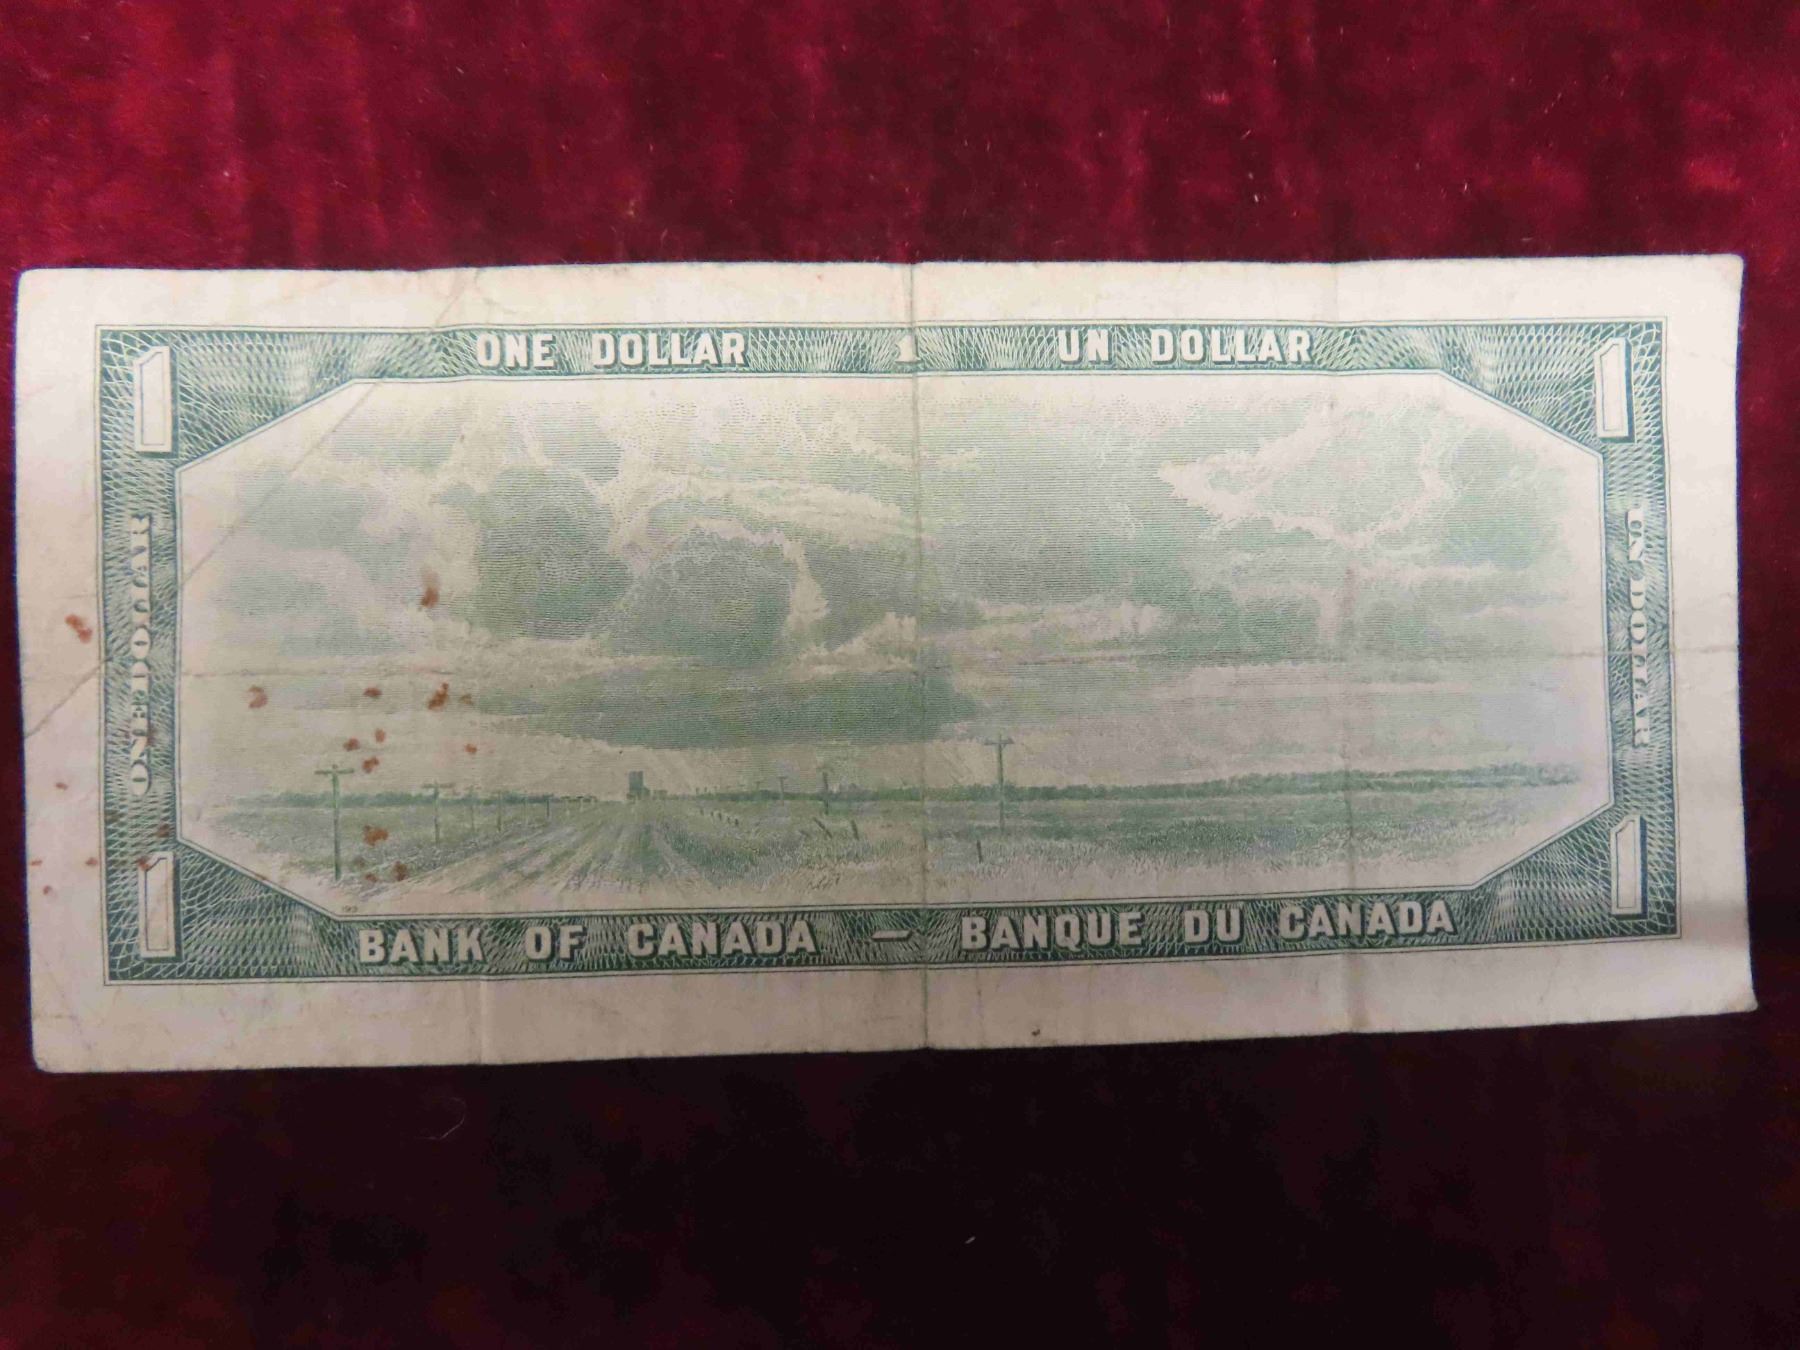 ONE DOLLAR 1 UN DOLLAR
1 1
ONE DOLLAR
UN DOLLAR
1 1
BANK OF CANADA — BANQUE DU CANADA